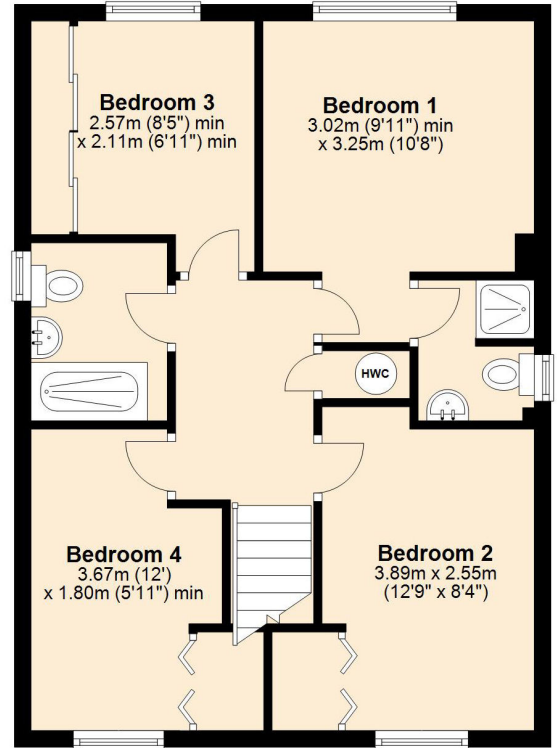 Bedroom 3
2.57m (8'5") min
x 2.11m (6'11") min
Bedroom 1
3.02m (9'11") min
x 3.25m (10'8")
HWC
Bedroom 4
3.67m (12')
x 1.80m (5'11") min
Bedroom 2
3.89m x 2.55m
(12'9" x 8'4")